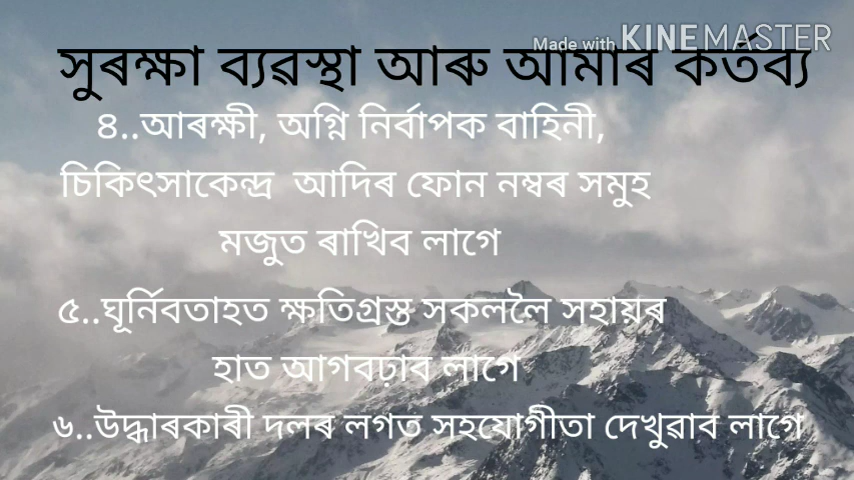 Made with KINEMASTER
সুৰক্ষা ব্যৱস্থা আৰু আমাৰ কৰ্তব্য
৪..আৰক্ষী, অগ্নি নিৰ্বাপক বাহিনী,
চিকিৎসাকেন্দ্ৰ আদিৰ ফোন নম্বৰ সমুহ
মজুত ৰাখিব লাগে
৫..ঘূৰ্নিবতাহত ক্ষতিগ্ৰস্ত সকললৈ সহায়ৰ
হাত আগবঢ়াব লাগে
৬..উদ্ধাৰকাৰী দলৰ লগত সহযোগীতা দেখুৱাব লাগে